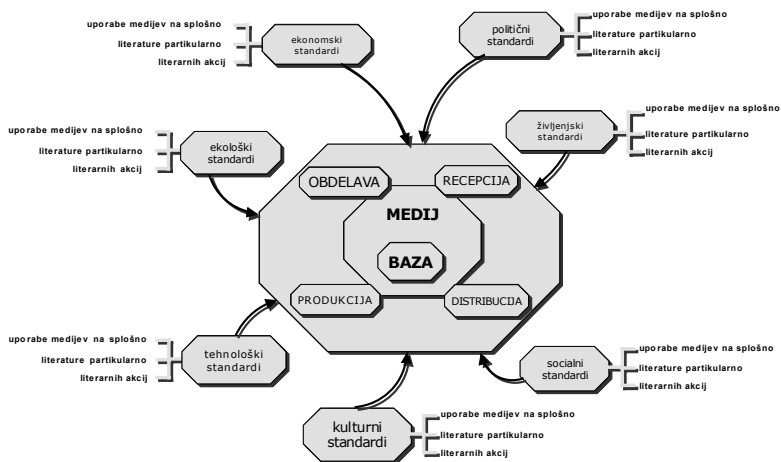 uporabe medijev na splošno
literature partikularno
literarnih akcij
ekonomski
standardi
politični
standardi
uporabe medijev na splošno
literature partikularno
literarnih akcij
uporabe medijev na splošno
literature partikularno
literarnih akcij
ekološki
standardi
življenjski
standardi
uporabe medijev na splošno
literature partikularno
literarnih akcij
OBDELAVA
RECEPCIJA
MEDIJ
BAZA
PRODUKCIJA
DISTRIBUCIJA
uporabe medijev na splošno
literature partikularno
literarnih akcij
tehnološki
standardi
socialni
standardi
uporabe medijev na splošno
literature partikularno
literarnih akcij
kulturni
standardi
uporabe medijev na splošno
literature partikularno
literarnih akcij